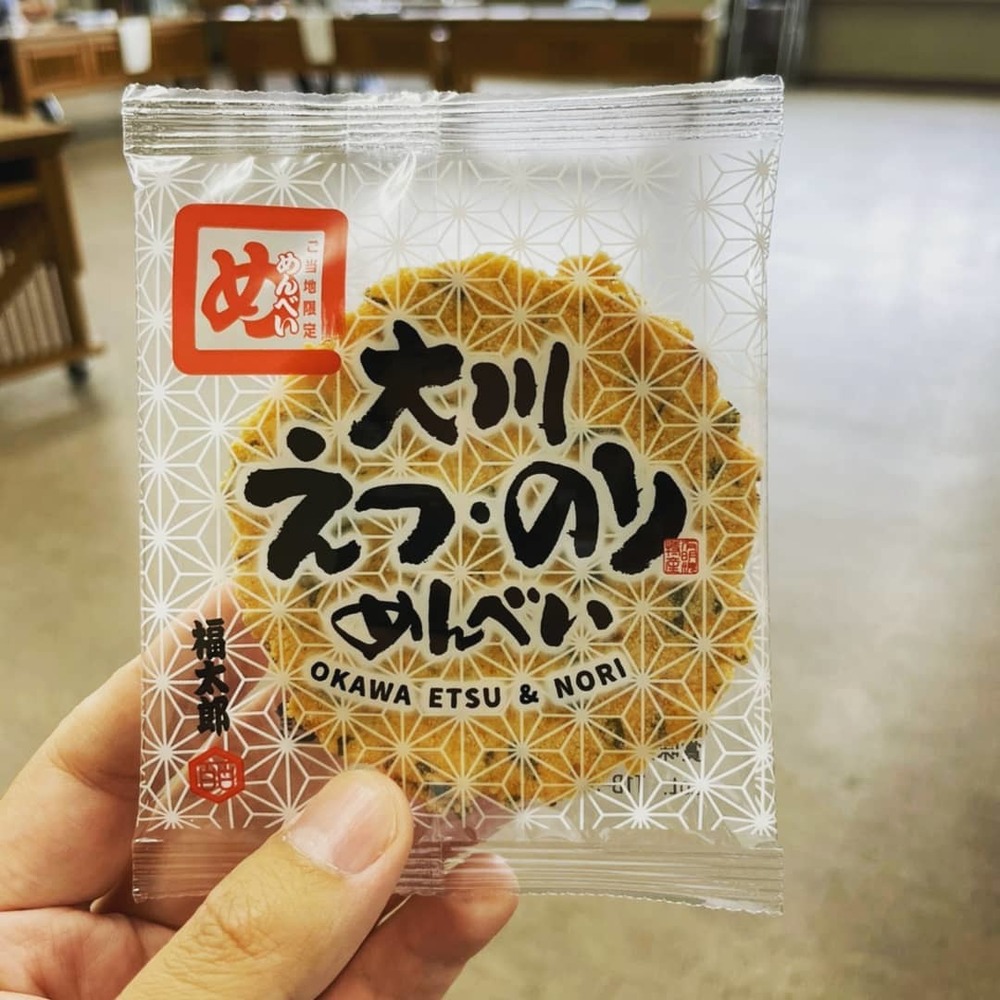 め
めんべい
ご当地限定
大川
えつ・のり
めんべい
OKAWA ETSU & NORI
福太郎